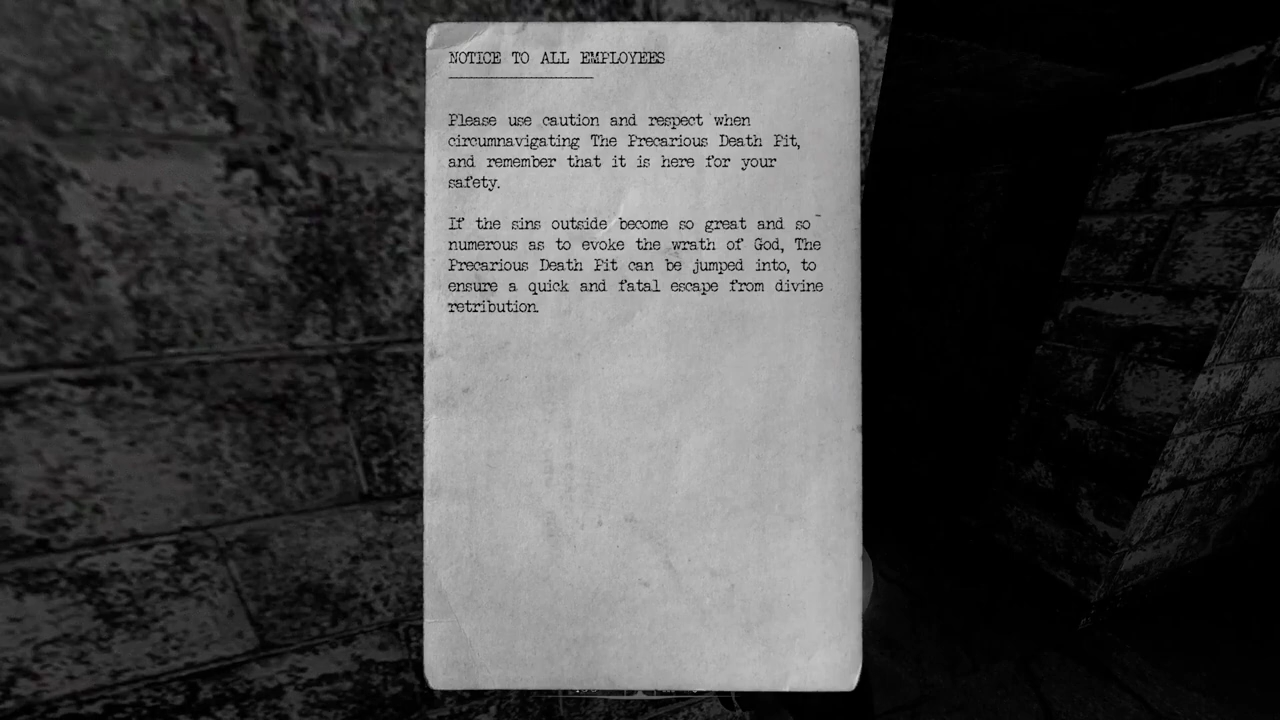 NOTICE TO ALL EMPLOYEES
Please use caution and respect when
circumnavigating The Precarious Death Pit,
and remember that it is here for your
safety.
If the sins outside become so great and so
numerous as to evoke the wrath of God, The
Precarious Death Pit can be jumped into, to
ensure a quick and fatal escape from divine
retribution.